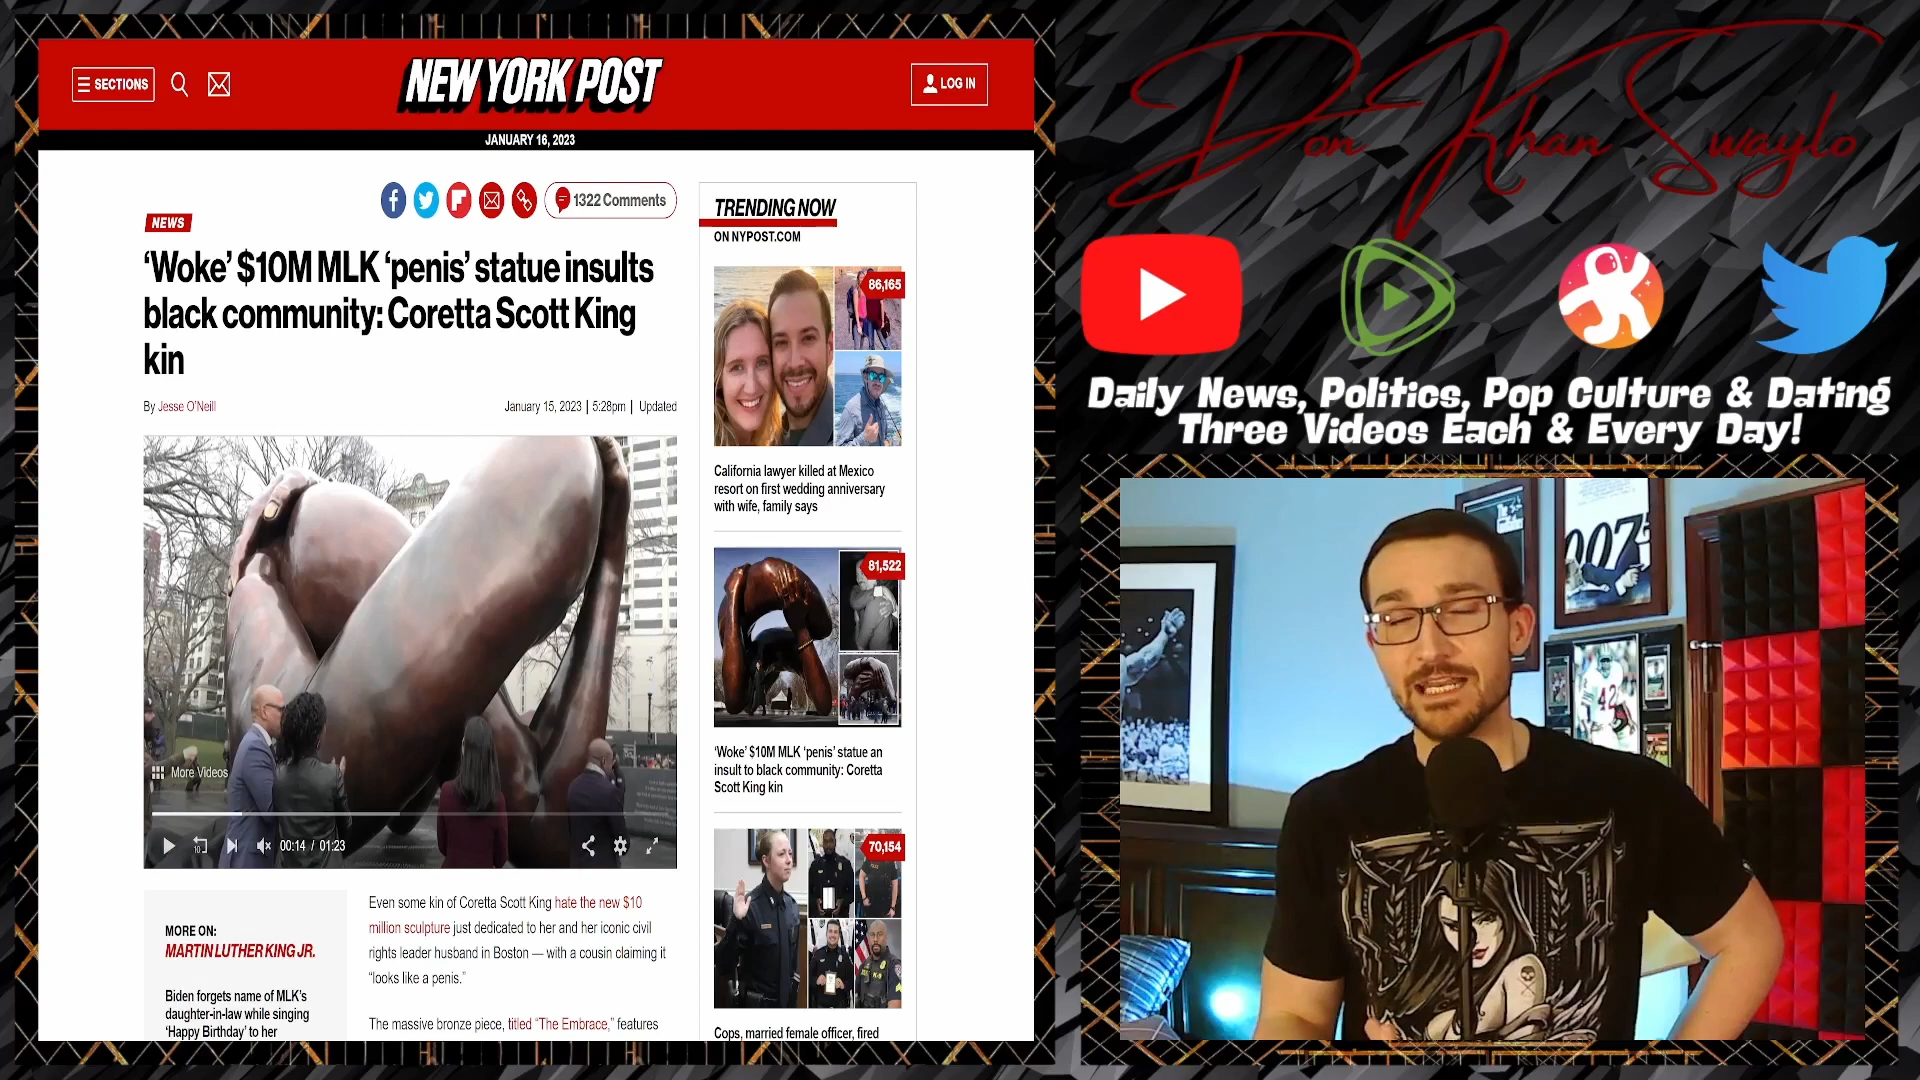 SECTIONS
NEW YORK POST
LOG IN
JANUARY 16, 2023
1322 Comments
NEWS
‘Woke’ $10M MLK ‘penis’ statue insults
black community: Coretta Scott King
kin
By Jesse O’Neill
January 15, 2023 | 5:28pm | Updated
More Videos
10
00:14 / 01:23
MORE ON:
MARTIN LUTHER KING JR.
Biden forgets name of MLK’s
daughter-in-law while singing
‘Happy Birthday’ to her
Even some kin of Coretta Scott King hate the new $10
million sculpture just dedicated to her and her iconic civil
rights leader husband in Boston — with a cousin claiming it
“looks like a penis.”
The massive bronze piece, titled “The Embrace,” features
TRENDING NOW
ON NYPOST.COM
86,165
California lawyer killed at Mexico
resort on first wedding anniversary
with wife, family says
81,522
‘Woke’ $10M MLK ‘penis’ statue an
insult to black community: Coretta
Scott King kin
70,154
Cops, married female officer, fired
Don Khan Swaylo
Daily News, Politics, Pop Culture & Dating
Three Videos Each & Every Day!
007
42